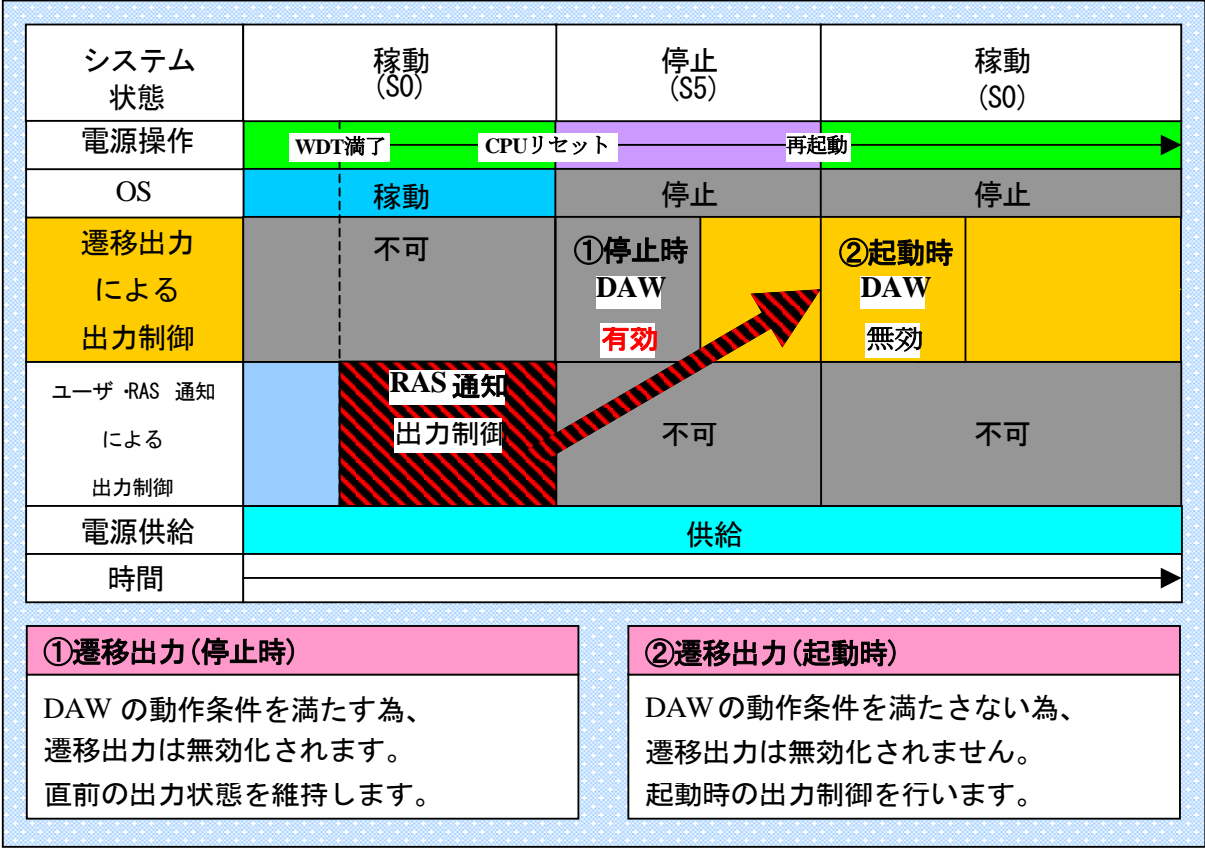 システム
状態
稼動
(S0)
停止
(S5)
稼動
(S0)
電源操作
WDT満了
CPUリセット
再起動
OS
稼動
停止
停止
遷移出力
による
出力制御
不可
①停止時
DAW
有効
②起動時
DAW
無効
ユーザ・RAS 通知
による
出力制御
RAS 通知
出力制御
不可
不可
電源供給
供給
時間
①遷移出力(停止時)
DAW の動作条件を満たす為、
遷移出力は無効化されます。
直前の出力状態を維持します。
②遷移出力(起動時)
DAW の動作条件を満たさない為、
遷移出力は無効化されません。
起動時の出力制御を行います。